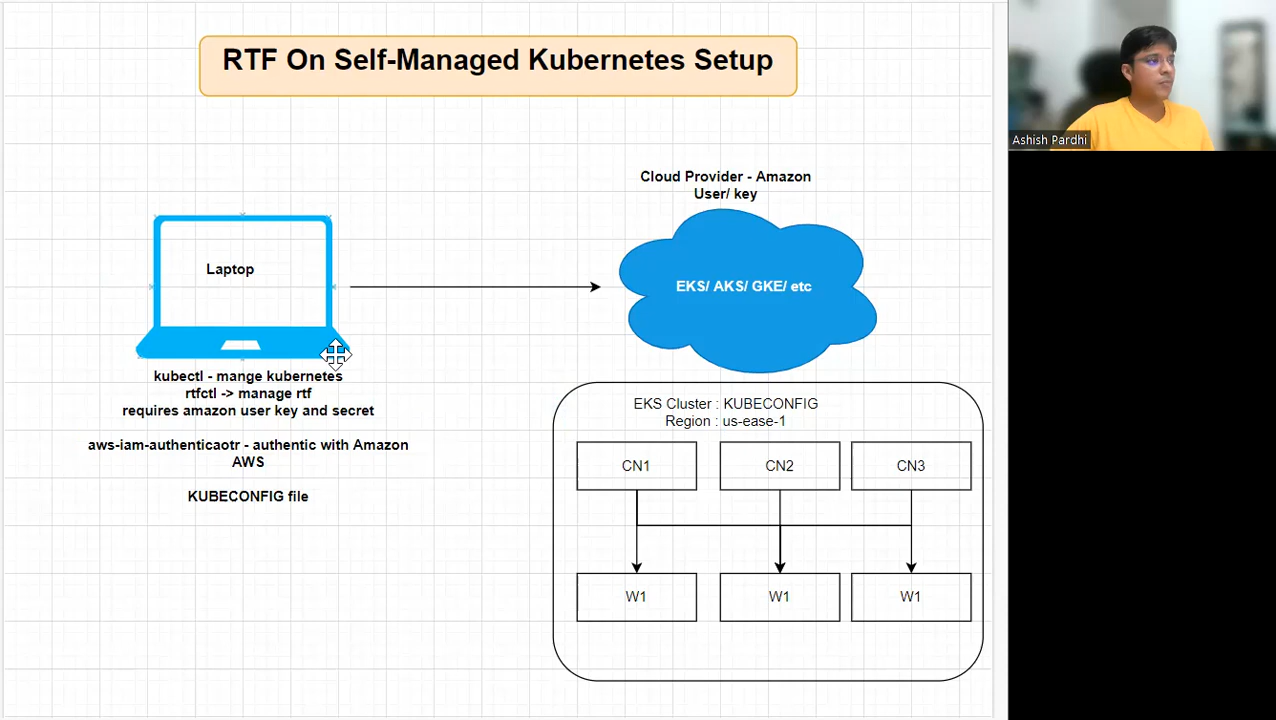 RTF On Self-Managed Kubernetes Setup
Ashish Pardhi
Cloud Provider - Amazon
User/ key
Laptop
EKS/ AKS/ GKE/ etc
kubectl - mange kubernetes
rtfctl -> manage rtf
requires amazon user key and secret
aws-iam-authenticaotr - authentic with Amazon
AWS
KUBECONFIG file
EKS Cluster : KUBECONFIG
Region : us-ease-1
CN1
CN2
CN3
W1
W1
W1